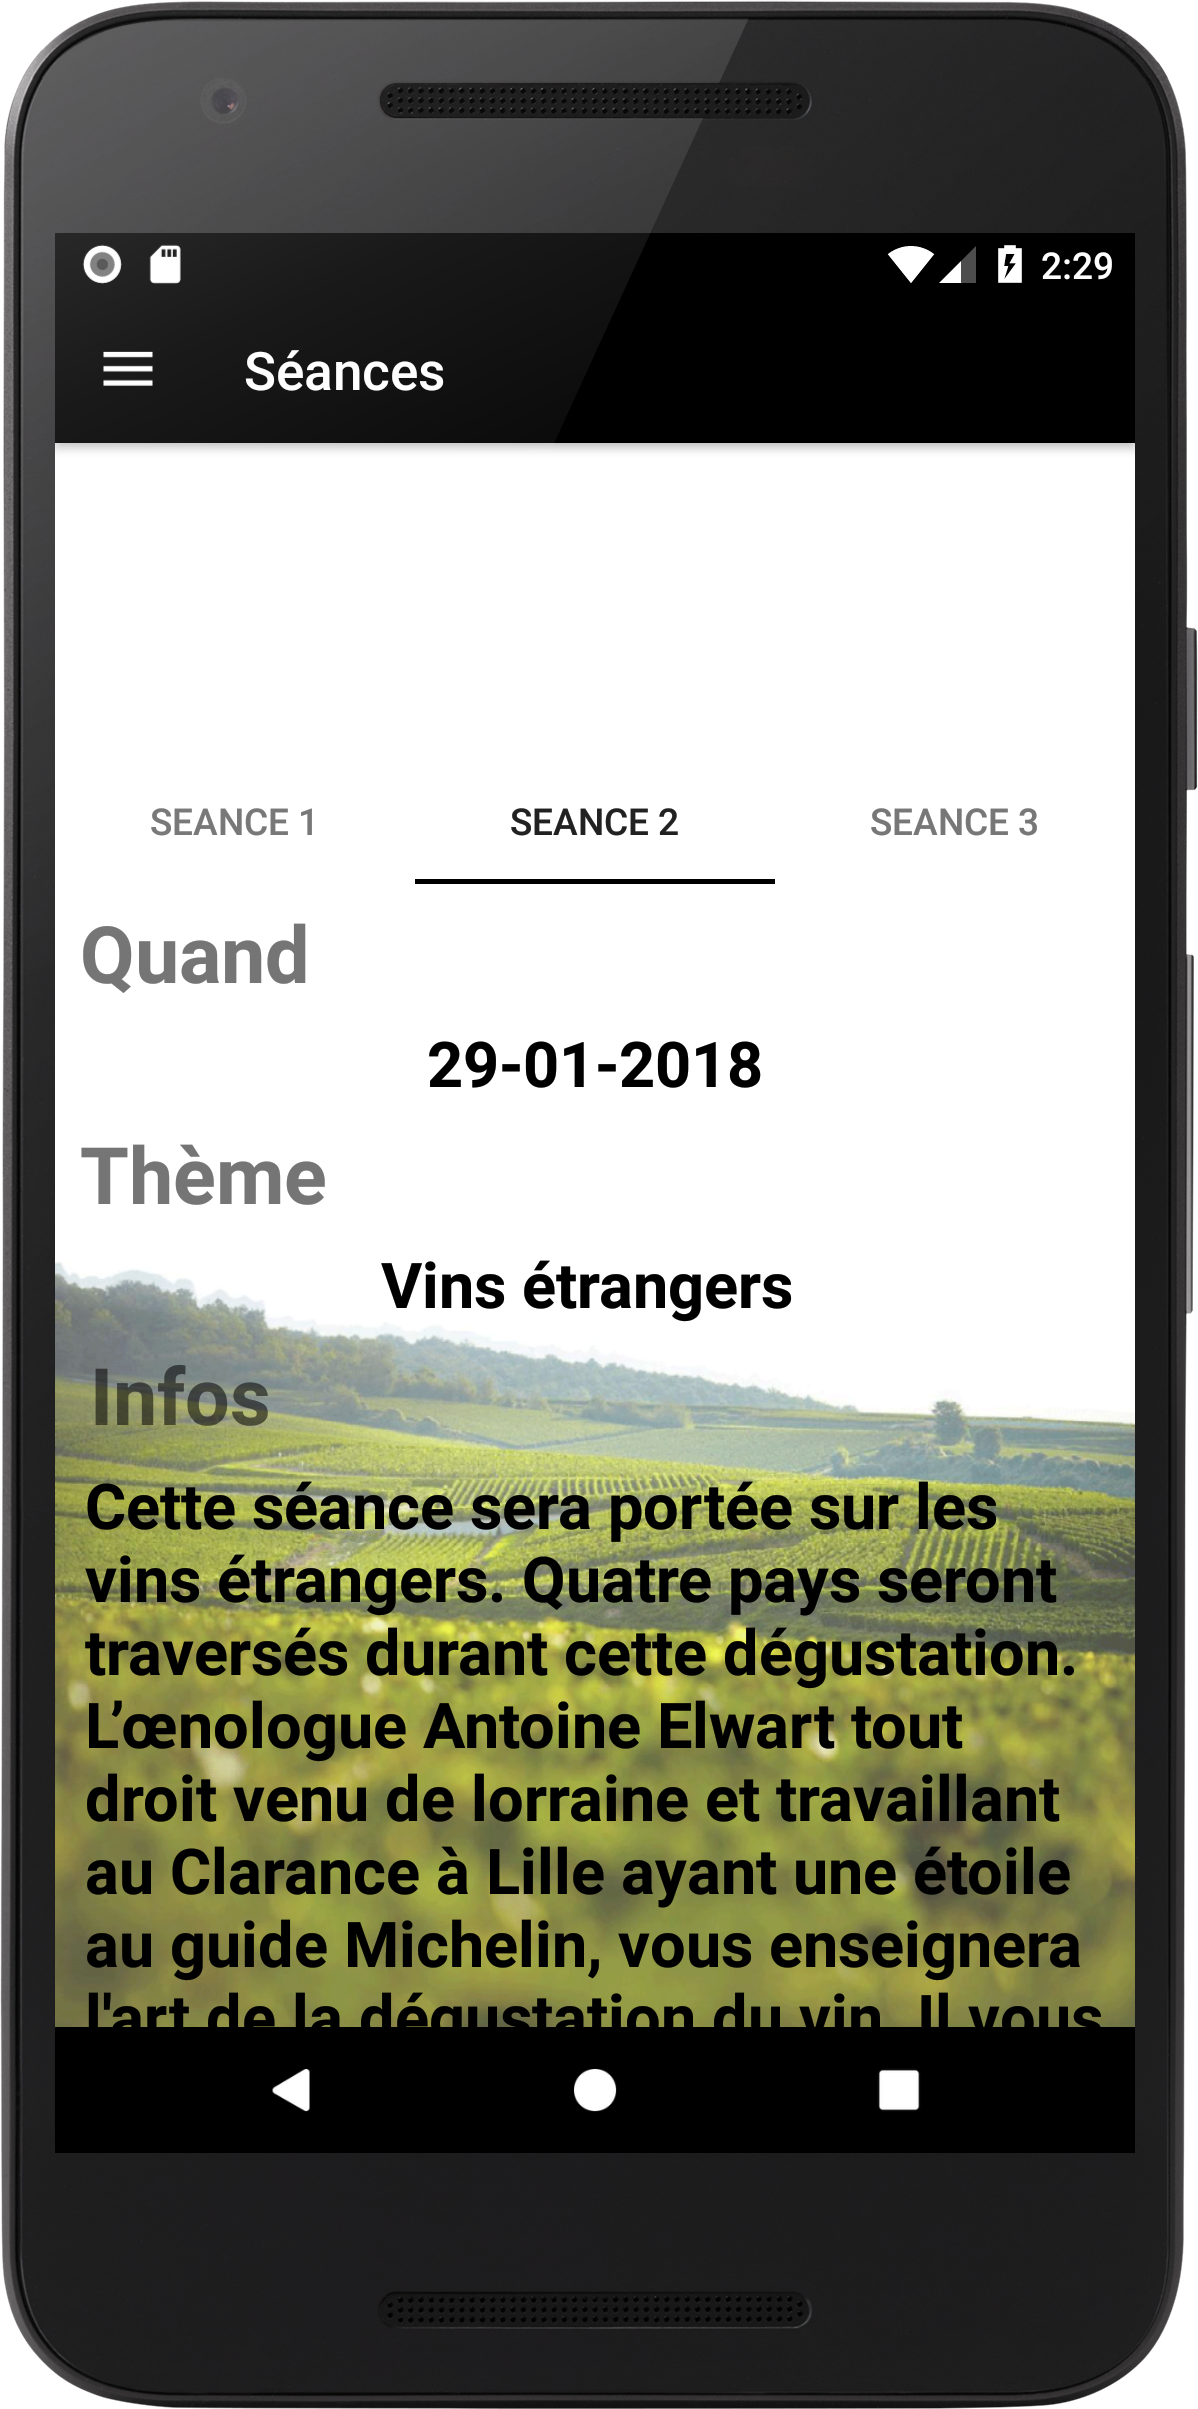 2:29
Séances
SEANCE 1
SEANCE 2
SEANCE 3
Quand
29-01-2018
Thème
Vins étrangers
Infos
Cette séance sera portée sur les
vins étrangers. Quatre pays seront
traversés durant cette dégustation.
L’œnologue Antoine Elwart tout
droit venu de lorraine et travaillant
au Clarance à Lille ayant une étoile
au guide Michelin, vous enseignera
l'art de la dégustation du vin. Il vous